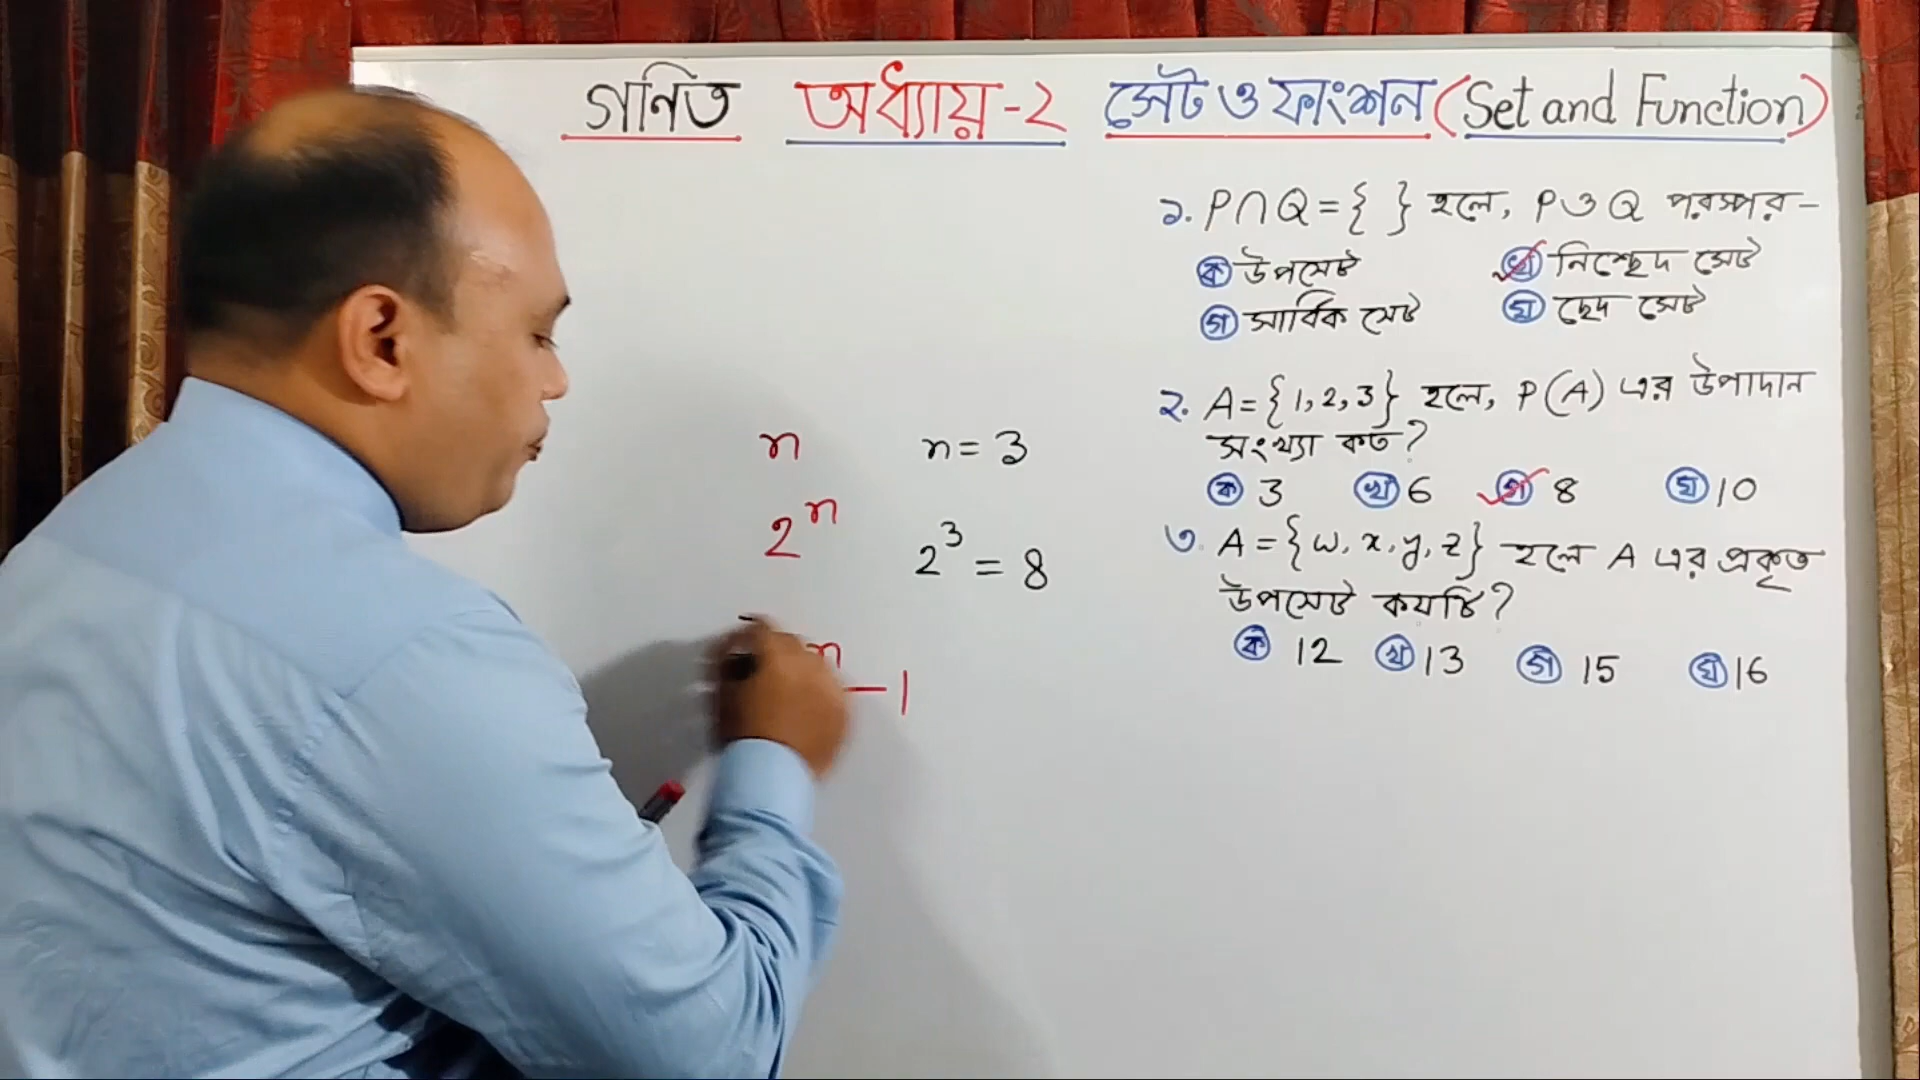 গনিত অধ্যায়-২ সেট ও ফাংশন (Set and Function)
১. P∩Q={ } হলে, P ও Q পরস্পর –
ক উপসেট খ নিশ্ছেদ সেট
গ সার্বিক সেট ঘ ছেদ সেট
২. A={1,2,3} হলে, P(A) এর উপাদান
সংখ্যা কত?
ক 3 খ 6 গ 8 ঘ 10
৩. A={w,x,y,z} হলে A এর প্রকৃত
উপসেট কয়টি?
ক 12 খ 13 গ 15 ঘ 16
n n=3
2ⁿ 2³=8
n –1